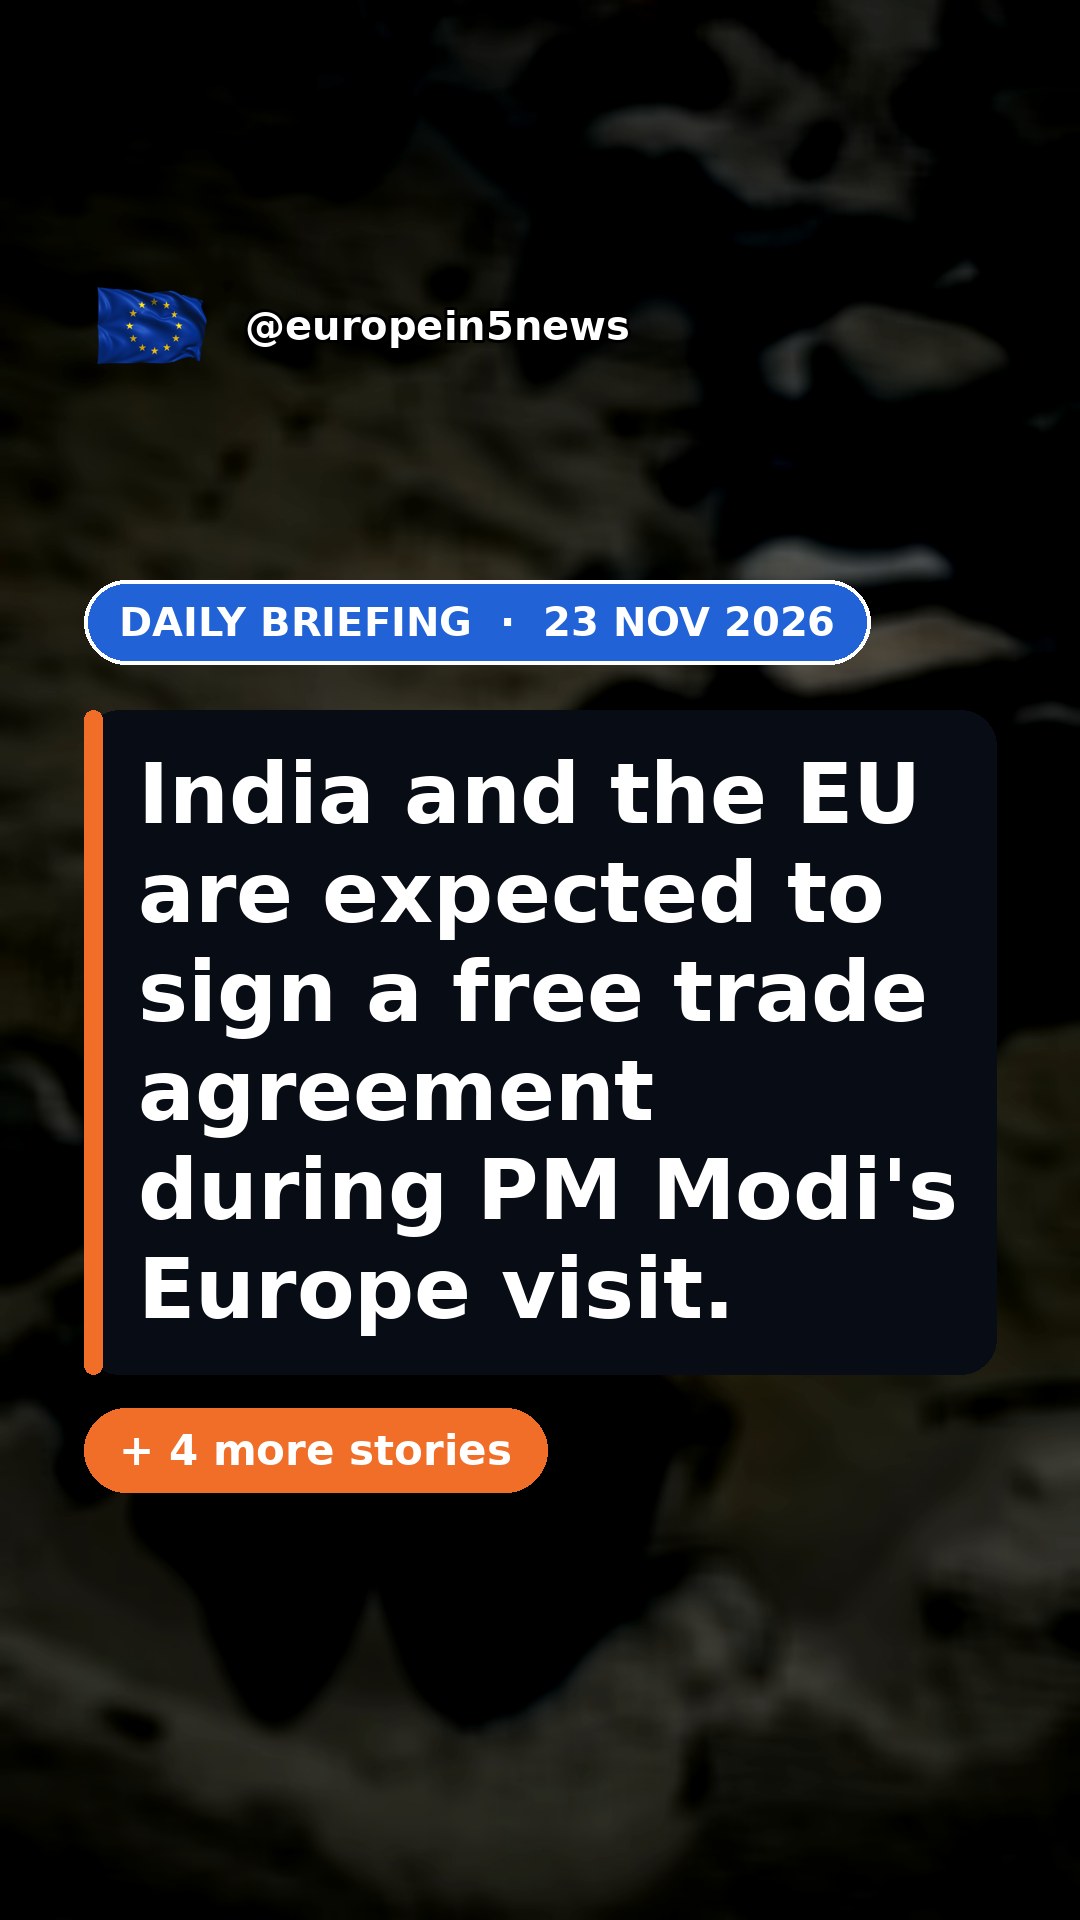 @europein5news
DAILY BRIEFING · 23 NOV 2026
India and the EU
are expected to
sign a free trade
agreement
during PM Modi's
Europe visit.
+ 4 more stories